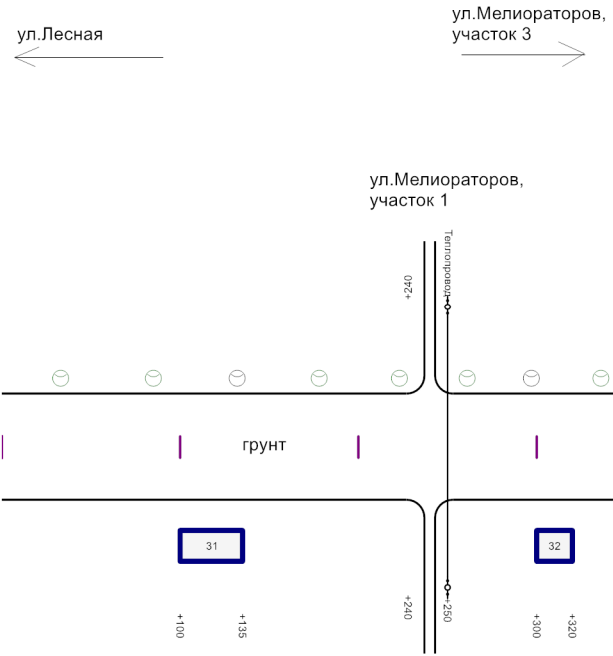 ул.Лесная
ул.Мелиораторов,
участок 3
ул.Мелиораторов,
участок 1
Теплопровод
+240
грунт
31
32
+100
+135
+240
+250
+300
+320